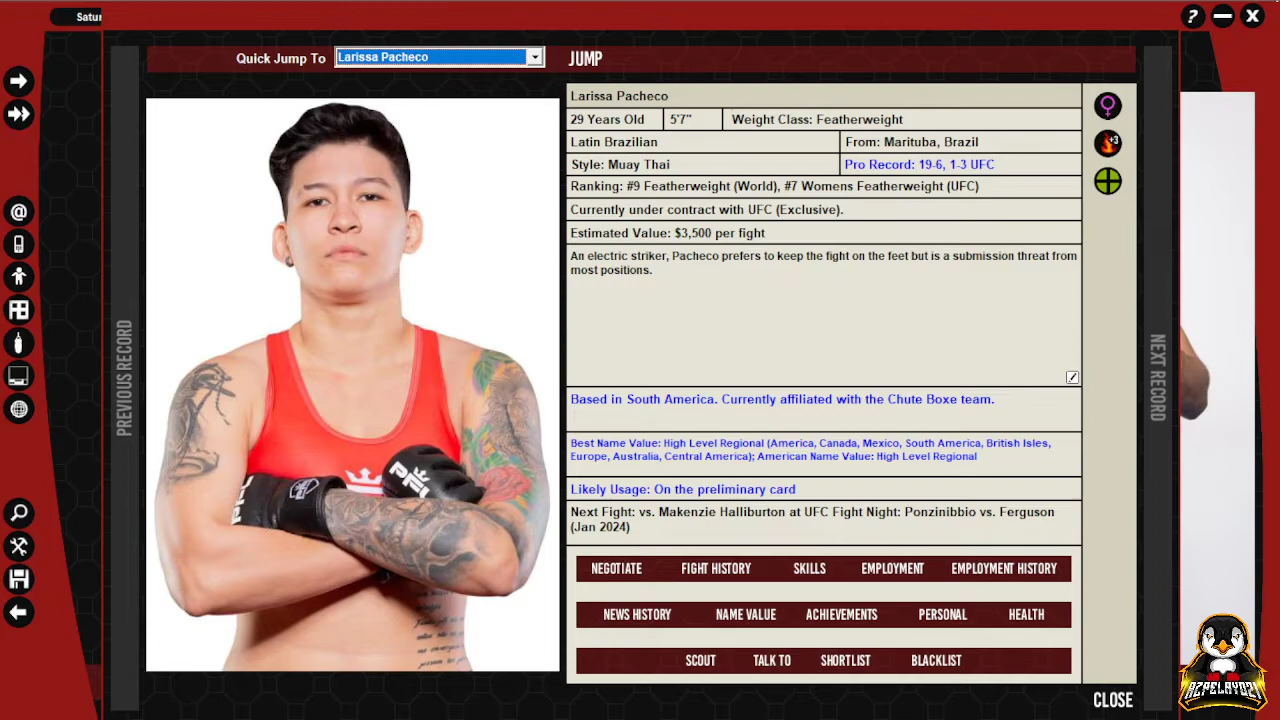 Satur
?
Quick Jump To
Larissa Pacheco
JUMP
Larissa Pacheco
29 Years Old
5'7"
Weight Class: Featherweight
Latin Brazilian
From: Marituba, Brazil
Style: Muay Thai
Pro Record: 19-6, 1-3 UFC
+3
Ranking: #9 Featherweight (World), #7 Womens Featherweight (UFC)
Currently under contract with UFC (Exclusive).
Estimated Value: $3,500 per fight
An electric striker, Pacheco prefers to keep the fight on the feet but is a submission threat from
most positions.
PREVIOUS RECORD
NEXT RECORD
Based in South America. Currently affiliated with the Chute Boxe team.
Best Name Value: High Level Regional (America, Canada, Mexico, South America, British Isles,
Europe, Australia, Central America); American Name Value: High Level Regional
Likely Usage: On the preliminary card
Next Fight: vs. Makenzie Halliburton at UFC Fight Night: Ponzinibbio vs. Ferguson
(Jan 2024)
PFL
NEGOTIATE
FIGHT HISTORY
SKILLS
EMPLOYMENT
EMPLOYMENT HISTORY
NEWS HISTORY
NAME VALUE
ACHIEVEMENTS
PERSONAL
HEALTH
SCOUT
TALK TO
SHORTLIST
BLACKLIST
CLOSE